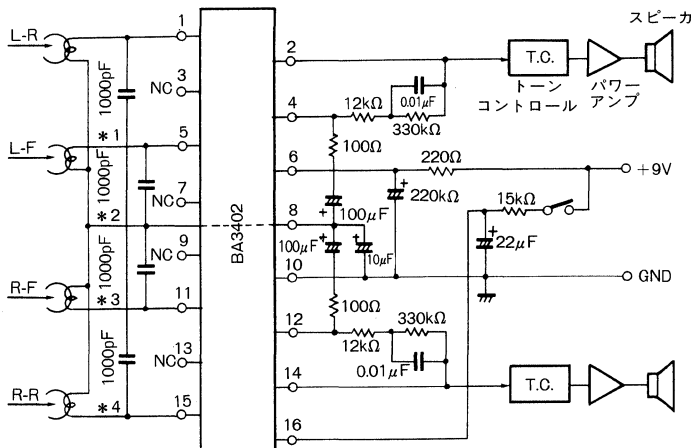 スピーカ
L-R
1
2
T.C.
トーン
コントロール
パワー
アンプ
1000pF
NC
3
0.01μF
4
12kΩ
330kΩ
*1
5
100Ω
L-F
1000pF
6
220Ω
+9V
NC
7
220kΩ
15kΩ
*2
8
100μF
BA3402
100μF
10μF
22μF
NC
9
1000pF
10
GND
R-F
*3
11
100Ω
12
330kΩ
12kΩ
0.01μF
1000pF
NC
13
14
T.C.
R-R
*4
15
16
+
+
+
+
+